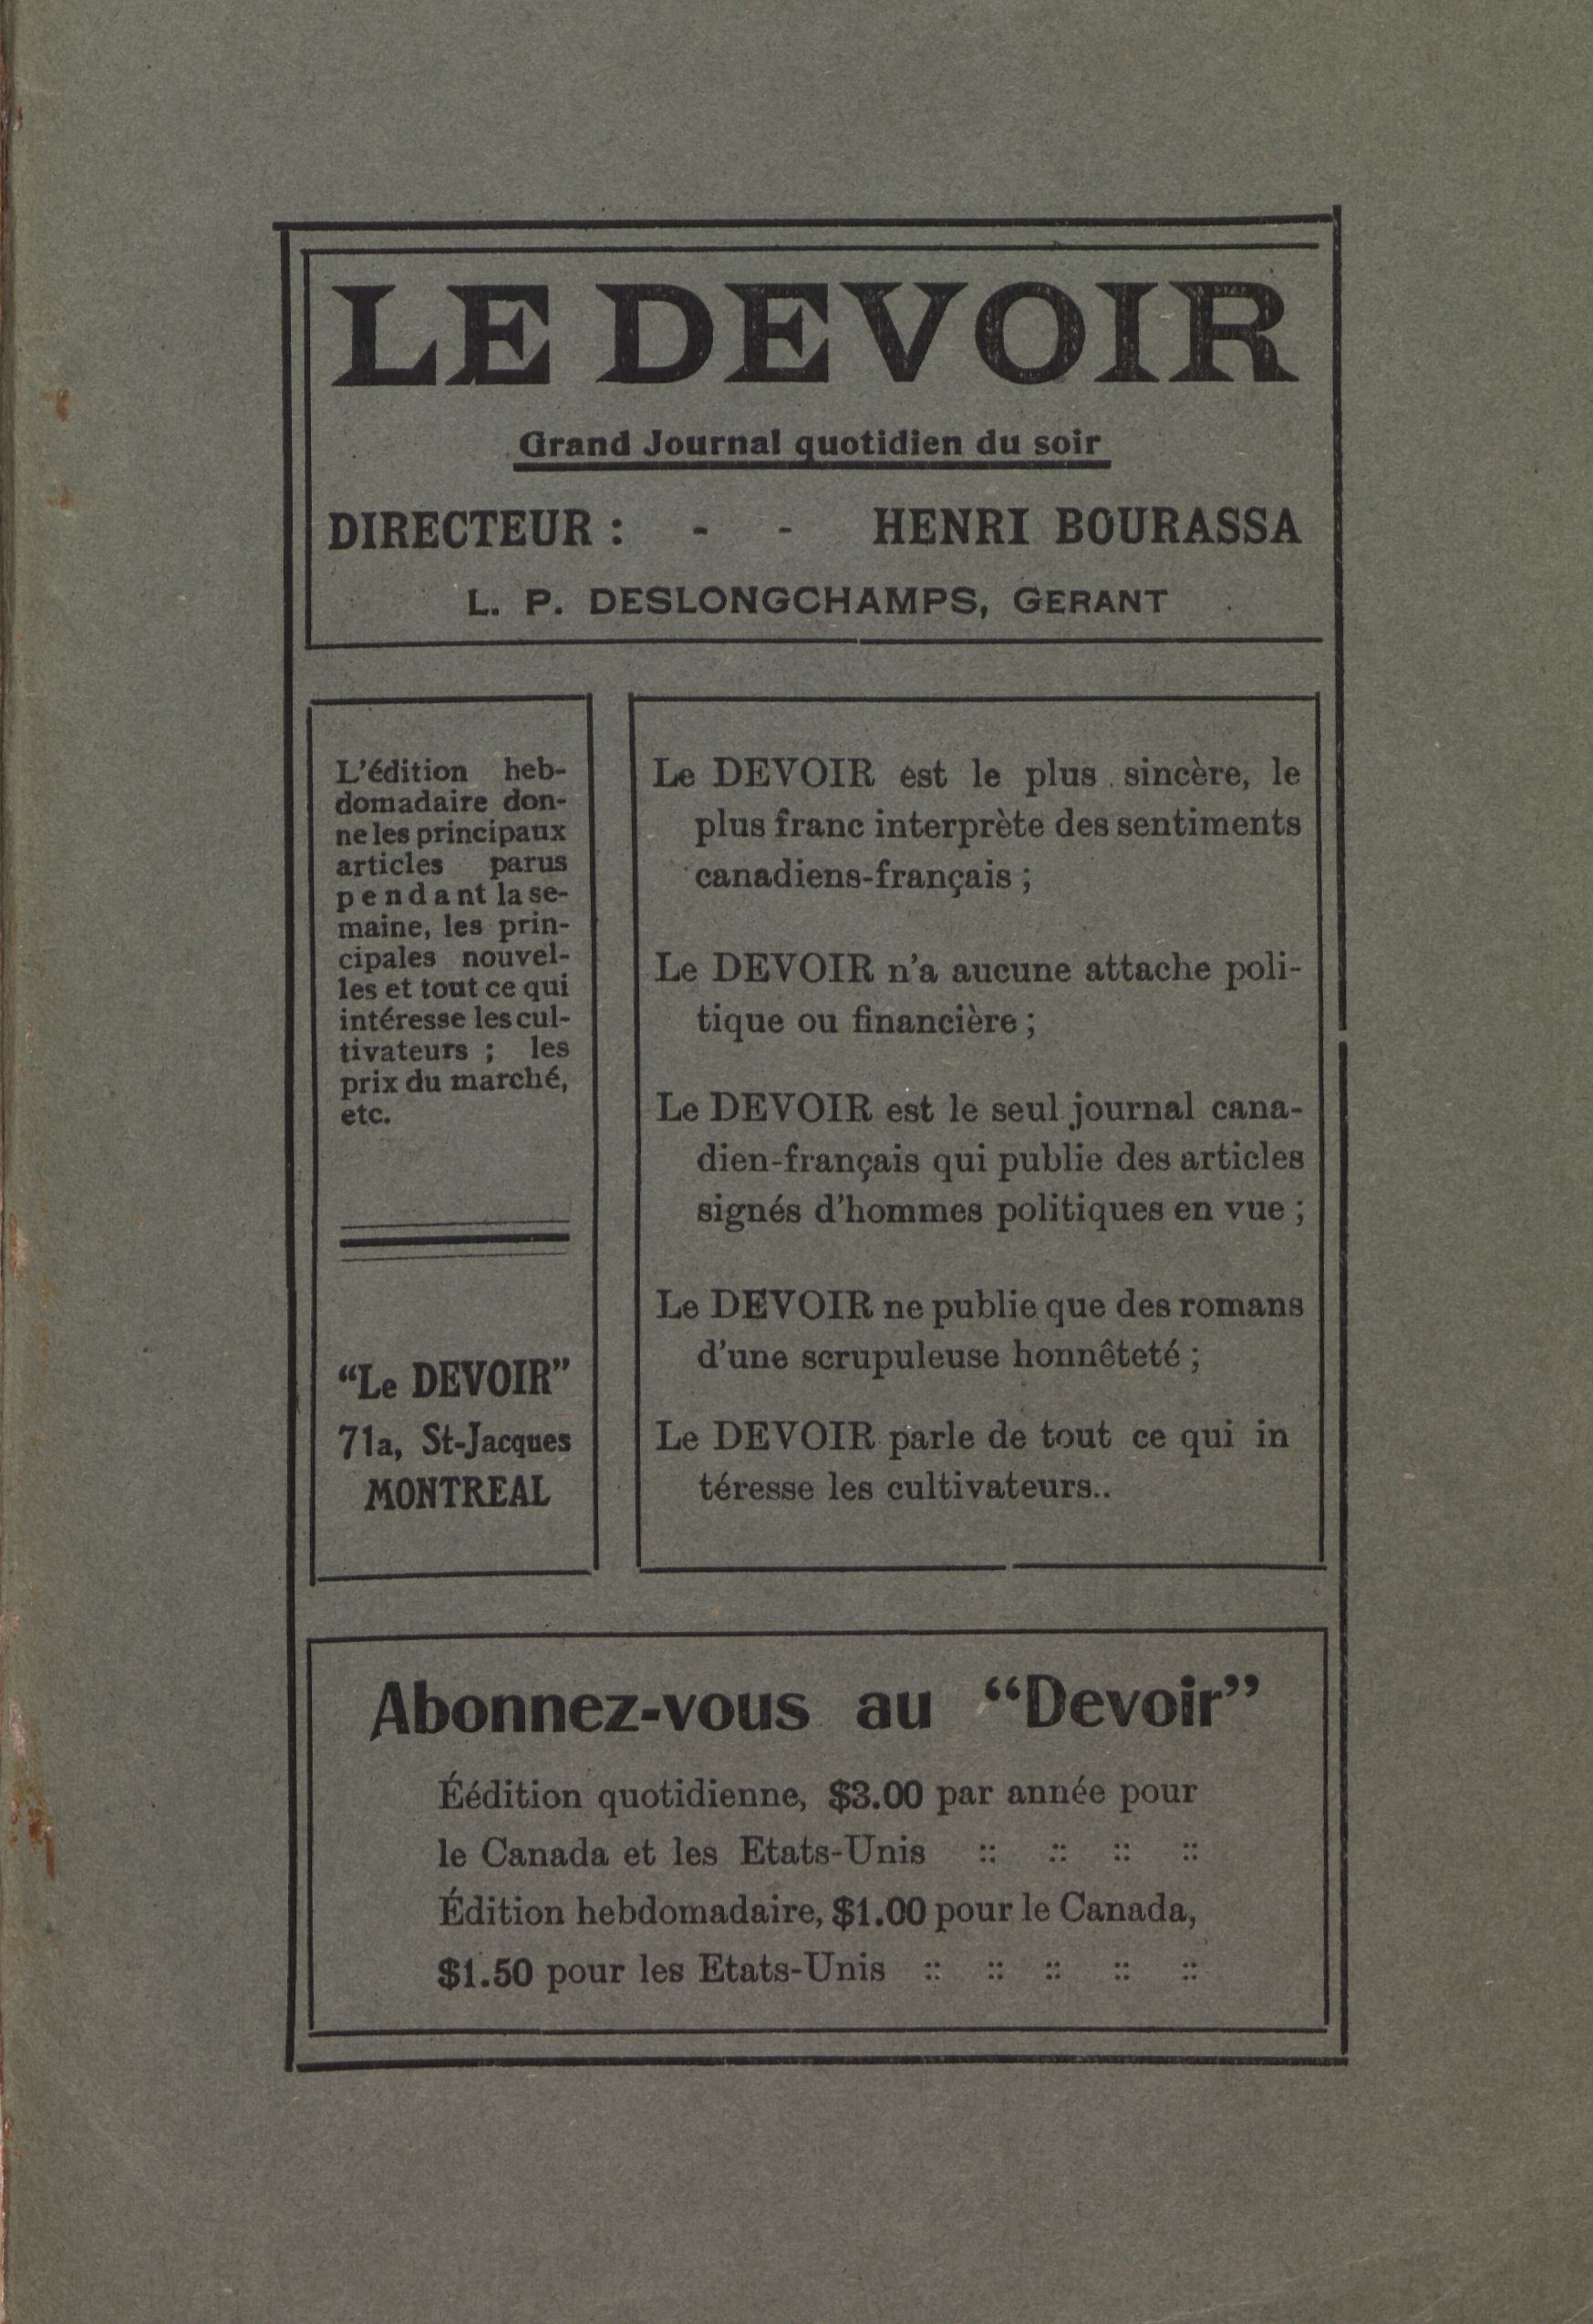 LE DEVOIR
Grand Journal quotidien du soir
DIRECTEUR : - - HENRI BOURASSA
L. P. DESLONGCHAMPS, GERANT
L'édition heb-
domadaire don-
ne les principaux
articles parus
pendant la se-
maine, les prin-
cipales nouvel-
les et tout ce qui
intéresse les cul-
tivateurs ; les
prix du marché,
etc.
“Le DEVOIR”
71a, St-Jacques
MONTREAL
Le DEVOIR est le plus sincère, le
plus franc interprète des sentiments
canadiens-français ;
Le DEVOIR n'a aucune attache poli-
tique ou financière ;
Le DEVOIR est le seul journal cana-
dien-français qui publie des articles
signés d'hommes politiques en vue ;
Le DEVOIR ne publie que des romans
d'une scrupuleuse honnêteté ;
Le DEVOIR parle de tout ce qui in
téresse les cultivateurs..
Abonnez-vous au “Devoir”
Éédition quotidienne, $3.00 par année pour
le Canada et les Etats-Unis :: :: :: ::
Édition hebdomadaire, $1.00 pour le Canada,
$1.50 pour les Etats-Unis :: :: :: :: ::